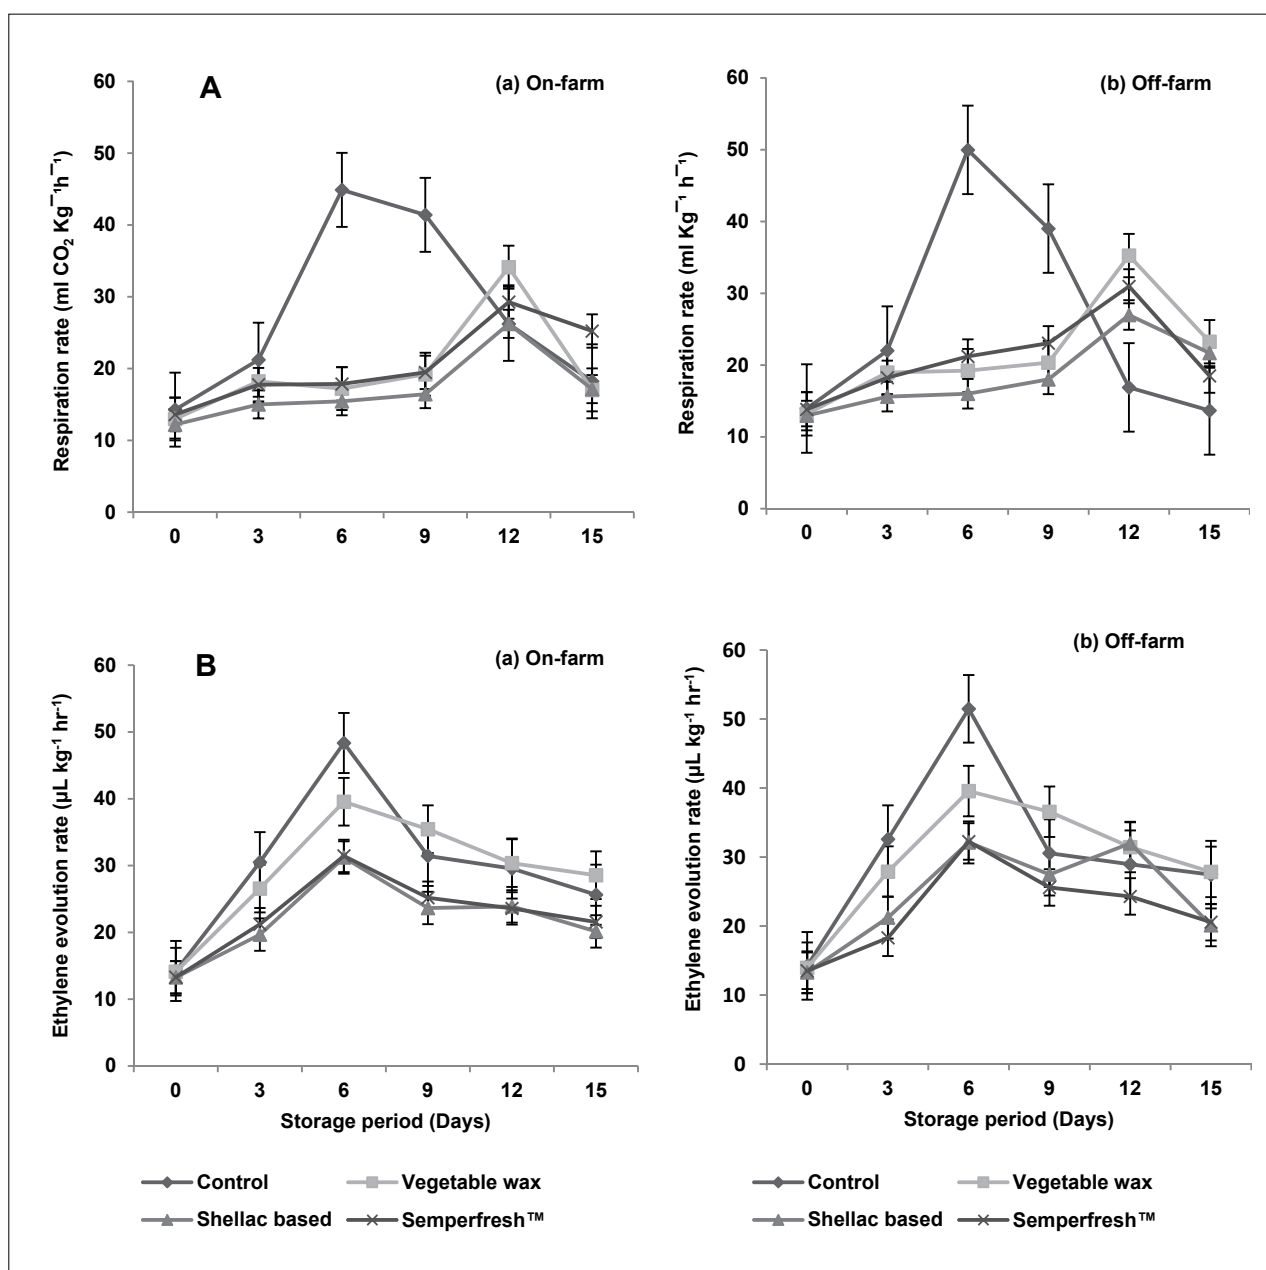 A
(a) On-farm
Respiration rate (ml CO₂ Kg¯¹h¯¹)
60
50
40
30
20
10
0
0 3 6 9 12 15
(b) Off-farm
Respiration rate (ml Kg¯¹ h¯¹)
60
50
40
30
20
10
0
0 3 6 9 12 15
B
(a) On-farm
Ethylene evolution rate (µL kg⁻¹ hr⁻¹)
60
50
40
30
20
10
0
0 3 6 9 12 15
Storage period (Days)
(b) Off-farm
Ethylene evolution rate (µL kg⁻¹ hr⁻¹)
60
50
40
30
20
10
0
0 3 6 9 12 15
Storage period (Days)
Control Vegetable wax
Shellac based Semperfresh™
Control Vegetable wax
Shellac based Semperfresh™